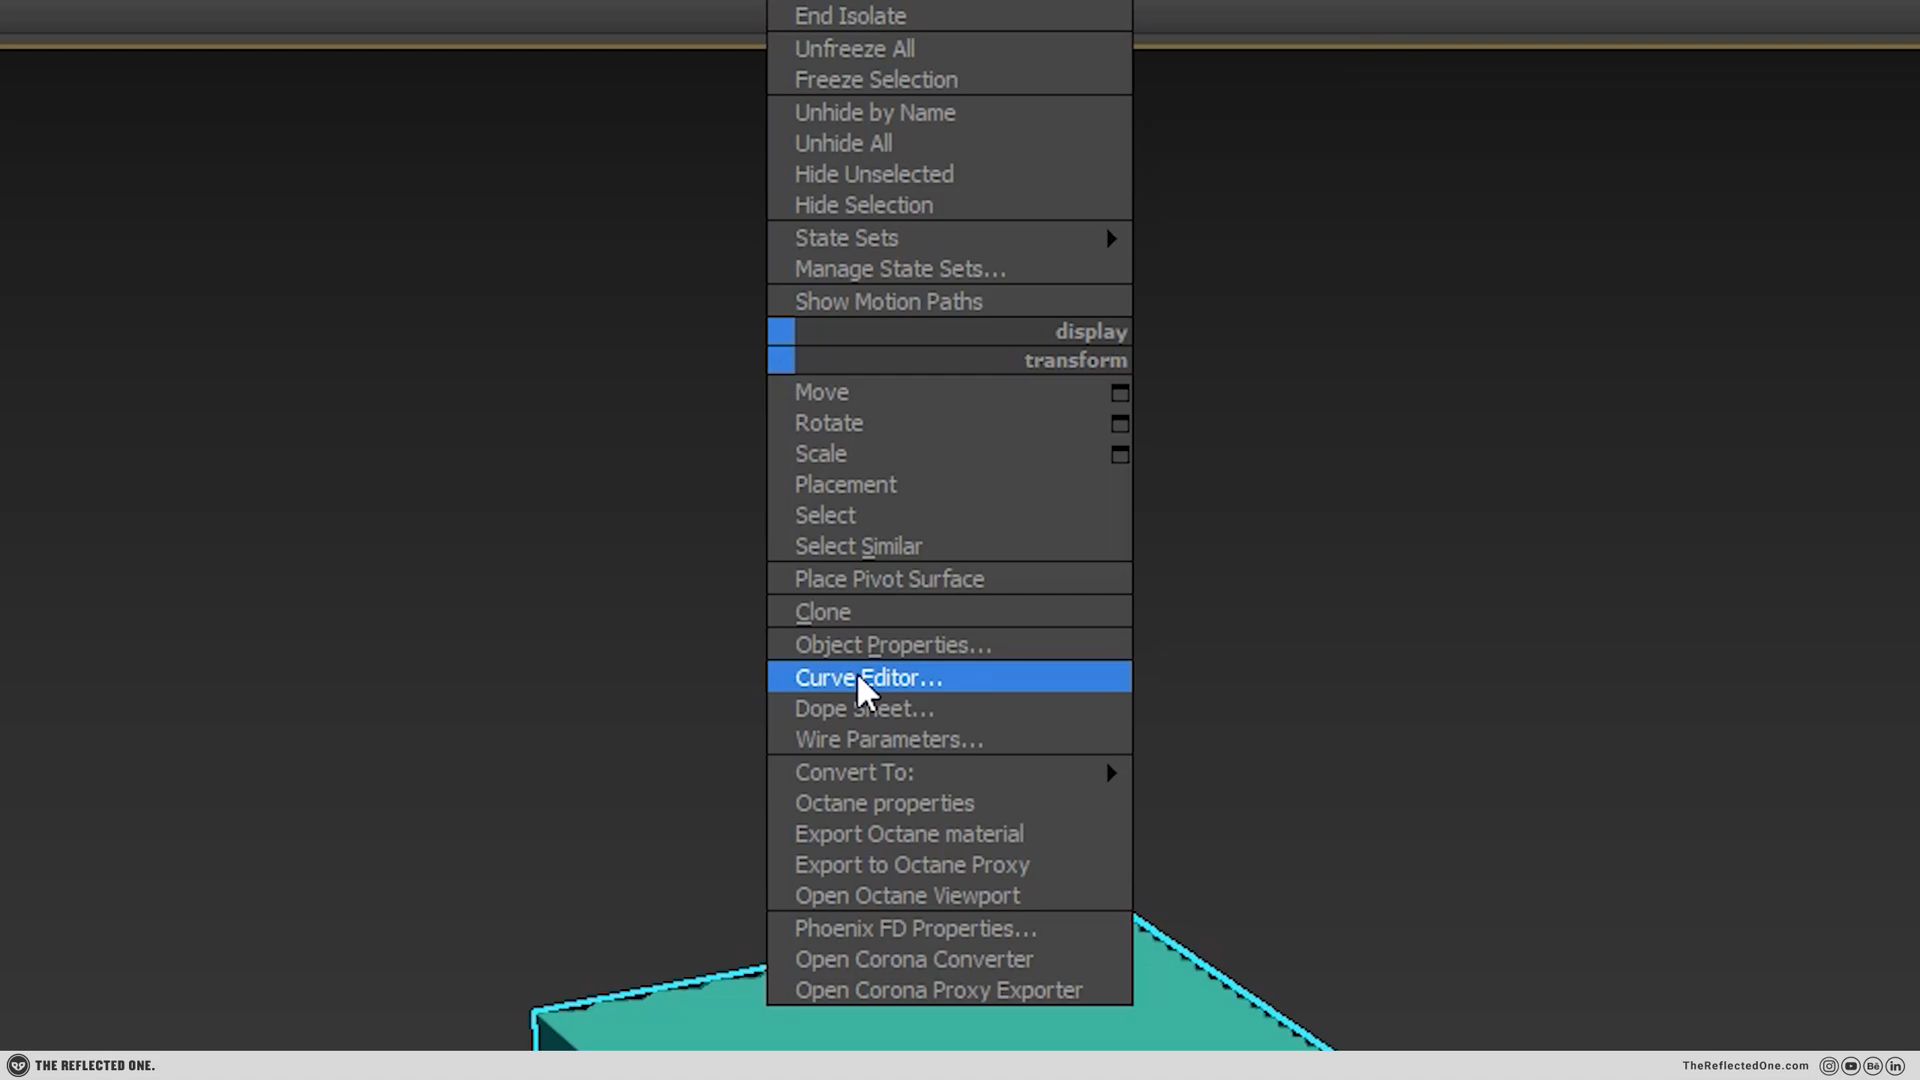 End Isolate
Unfreeze All
Freeze Selection
Unhide by Name
Unhide All
Hide Unselected
Hide Selection
State Sets
Manage State Sets...
Show Motion Paths
display
transform
Move
Rotate
Scale
Placement
Select
Select Similar
Place Pivot Surface
Clone
Object Properties...
Curve Editor...
Dope Sheet...
Wire Parameters...
Convert To:
Octane properties
Export Octane material
Export to Octane Proxy
Open Octane Viewport
Phoenix FD Properties...
Open Corona Converter
Open Corona Proxy Exporter
THE REFLECTED ONE.
TheReflectedOne.com